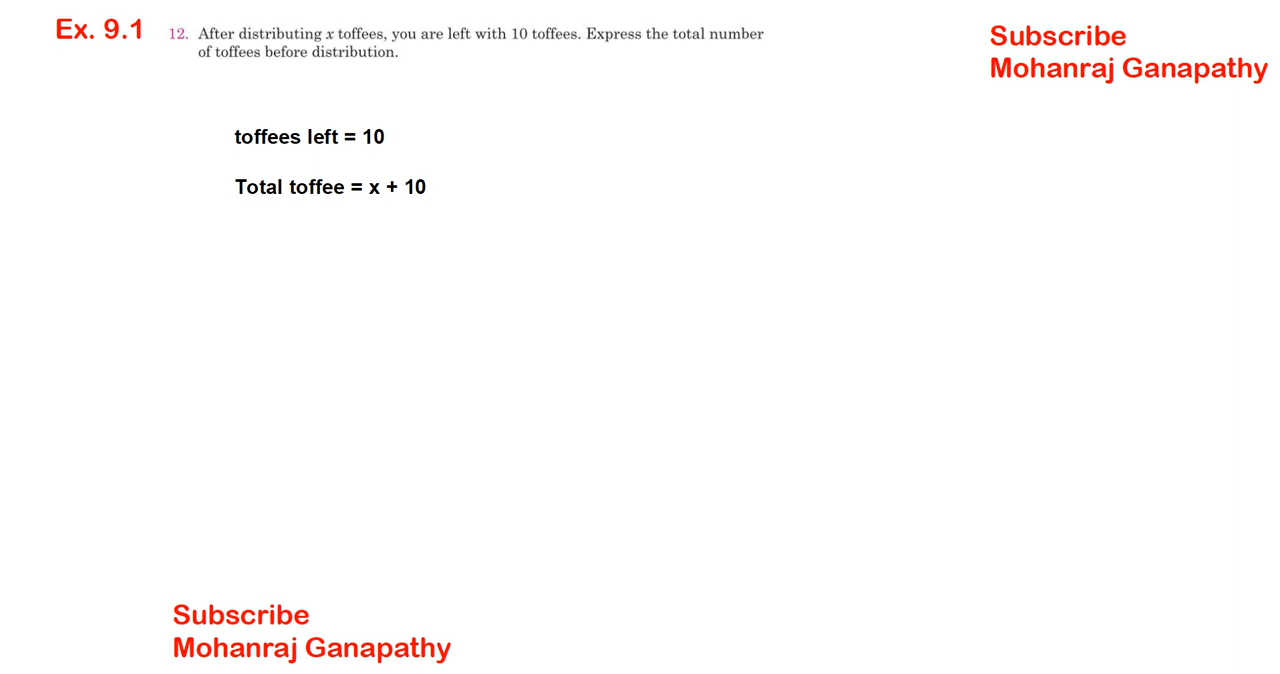 Ex. 9.1
12. After distributing x toffees, you are left with 10 toffees. Express the total number
of toffees before distribution.
Subscribe
Mohanraj Ganapathy
toffees left = 10
Total toffee = x + 10
Subscribe
Mohanraj Ganapathy